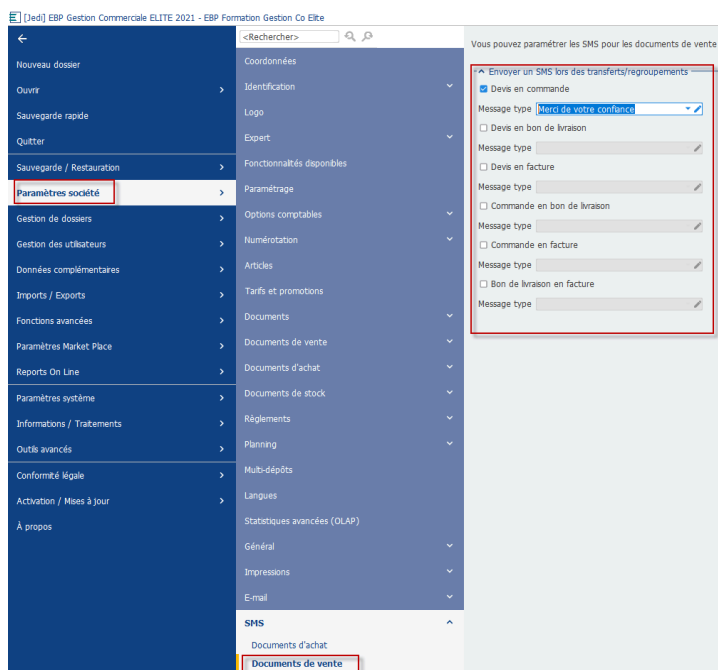 [Jedi] EBP Gestion Commerciale ELITE 2021 - EBP Formation Gestion Co Elite
Nouveau dossier
Ouvrir
Sauvegarde rapide
Quitter
Sauvegarde / Restauration
Paramètres société
Gestion de dossiers
Gestion des utilisateurs
Données complémentaires
Imports / Exports
Fonctions avancées
Paramètres Market Place
Reports On Line
Paramètres système
Informations / Traitements
Outils avancés
Conformité légale
Activation / Mises à jour
À propos
<Rechercher>
Coordonnées
Identification
Logo
Expert
Fonctionnalités disponibles
Paramétrage
Options comptables
Numérotation
Articles
Tarifs et promotions
Documents
Documents de vente
Documents d'achat
Documents de stock
Règlements
Planning
Multi-dépôts
Langues
Statistiques avancées (OLAP)
Général
Impressions
E-mail
SMS
Documents d'achat
Documents de vente
Vous pouvez paramétrer les SMS pour les documents de vente
Envoyer un SMS lors des transferts/regroupements
Devis en commande
Message type Merci de votre confiance
Devis en bon de livraison
Message type
Devis en facture
Message type
Commande en bon de livraison
Message type
Commande en facture
Message type
Bon de livraison en facture
Message type